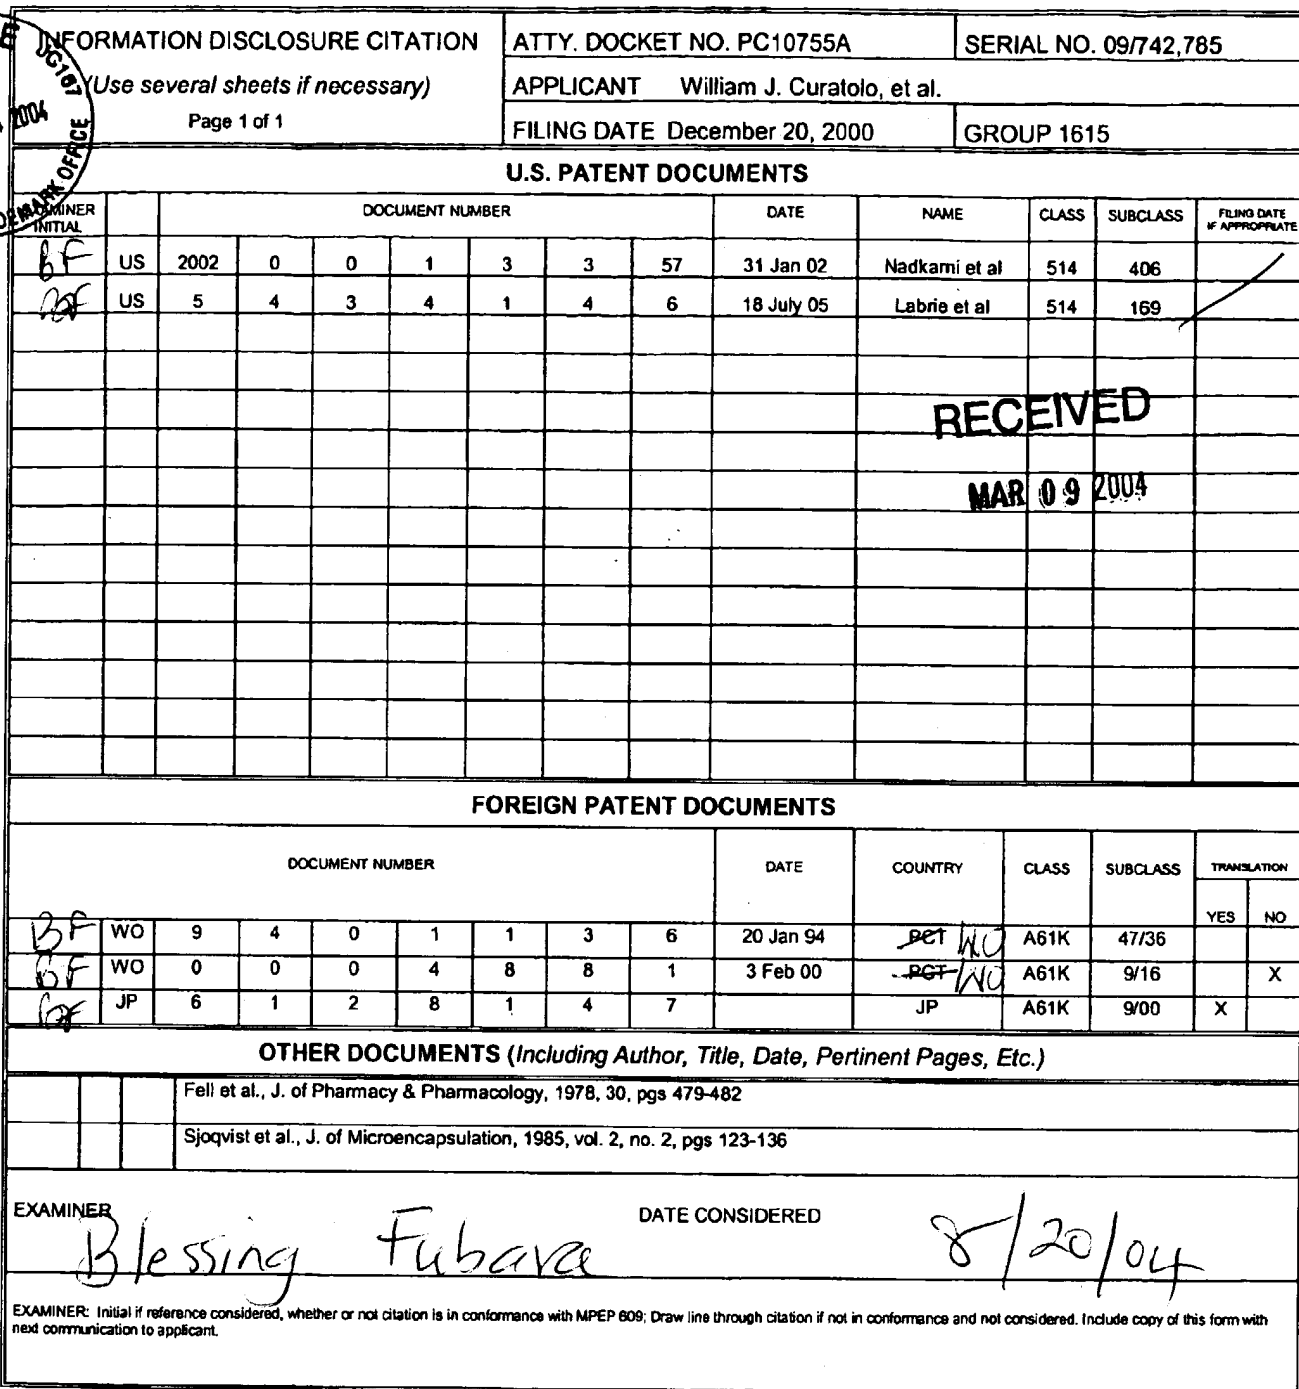 INFORMATION DISCLOSURE CITATION
(Use several sheets if necessary)
Page 1 of 1
ATTY. DOCKET NO. PC10755A
SERIAL NO. 09/742,785
APPLICANT William J. Curatolo, et al.
FILING DATE December 20, 2000
GROUP 1615
JC167
2004
OFFICE
U.S. PATENT DOCUMENTS
EXAMINER INITIAL DOCUMENT NUMBER DATE NAME CLASS SUBCLASS FILING DATE IF APPROPRIATE
BF US 2002 0 0 1 3 3 57 31 Jan 02 Nadkarni et al 514 406
BF US 5 4 3 4 1 4 6 18 July 05 Labrie et al 514 169
RECEIVED
MAR 09 2004
FOREIGN PATENT DOCUMENTS
DOCUMENT NUMBER DATE COUNTRY CLASS SUBCLASS TRANSLATION
YES NO
BF WO 9 4 0 1 1 3 6 20 Jan 94 PCT WO A61K 47/36
BF WO 0 0 0 4 8 8 1 3 Feb 00 PCT WO A61K 9/16 X
BF JP 6 1 2 8 1 4 7 JP A61K 9/00 X
OTHER DOCUMENTS (Including Author, Title, Date, Pertinent Pages, Etc.)
Fell et al., J. of Pharmacy & Pharmacology, 1978, 30, pgs 479-482
Sjoqvist et al., J. of Microencapsulation, 1985, vol. 2, no. 2, pgs 123-136
EXAMINER Blessing Fubara
DATE CONSIDERED 8/20/04
EXAMINER: Initial if reference considered, whether or not citation is in conformance with MPEP 609; Draw line through citation if not in conformance and not considered. Include copy of this form with
next communication to applicant.